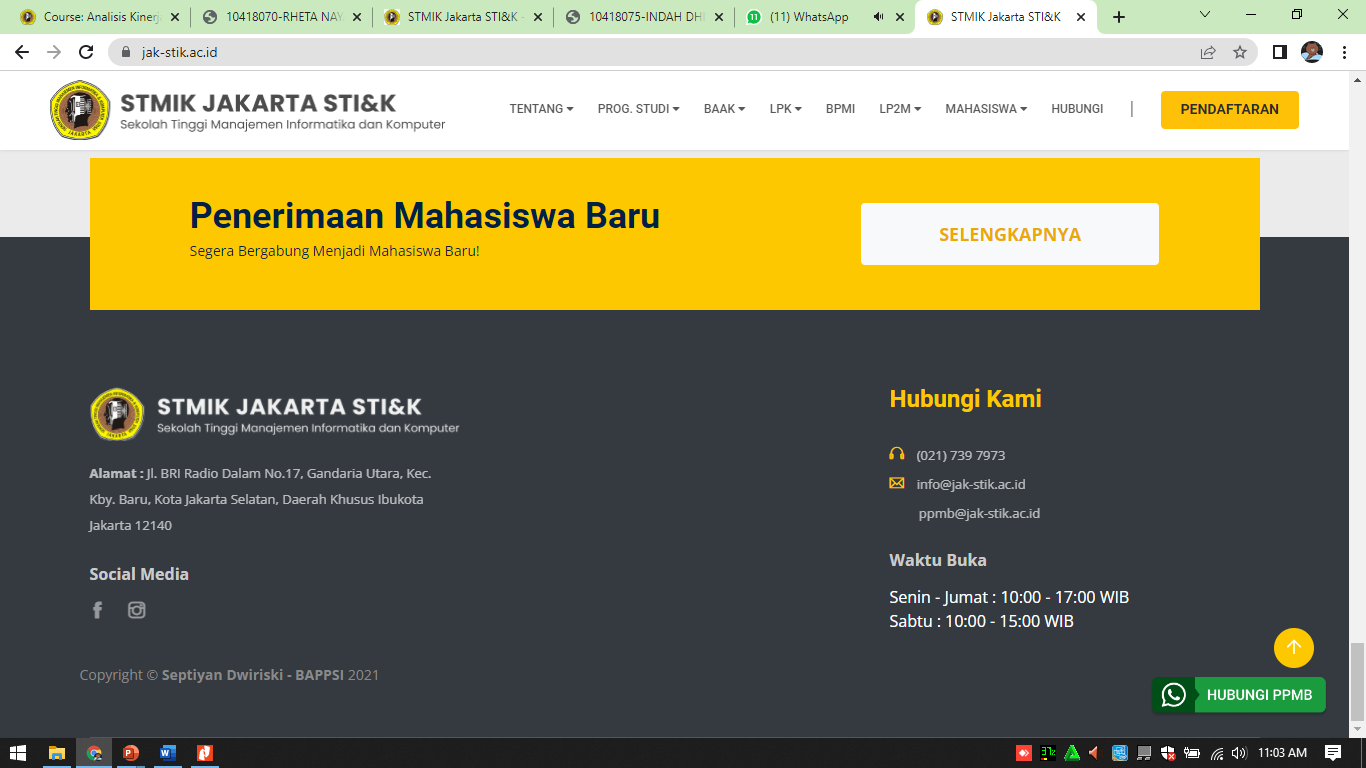 Course: Analisis Kinerj
10418070-RHETA NAY
STMIK Jakarta STI&K -
10418075-INDAH DH
(11) WhatsApp
STMIK Jakarta STI&K
jak-stik.ac.id
STMIK JAKARTA STI&K
Sekolah Tinggi Manajemen Informatika dan Komputer
TENTANG PROG. STUDI BAAK LPK BPMI LP2M MAHASISWA HUBUNGI | PENDAFTARAN
Penerimaan Mahasiswa Baru
Segera Bergabung Menjadi Mahasiswa Baru!
SELENGKAPNYA
STMIK JAKARTA STI&K
Sekolah Tinggi Manajemen Informatika dan Komputer
Alamat : Jl. BRI Radio Dalam No.17, Gandaria Utara, Kec.
Kby. Baru, Kota Jakarta Selatan, Daerah Khusus Ibukota
Jakarta 12140
Social Media
Hubungi Kami
(021) 739 7973
info@jak-stik.ac.id
ppmb@jak-stik.ac.id
Waktu Buka
Senin - Jumat : 10:00 - 17:00 WIB
Sabtu : 10:00 - 15:00 WIB
Copyright © Septiyan Dwiriski - BAPPSI 2021
HUBUNGI PPMB
11:03 AM